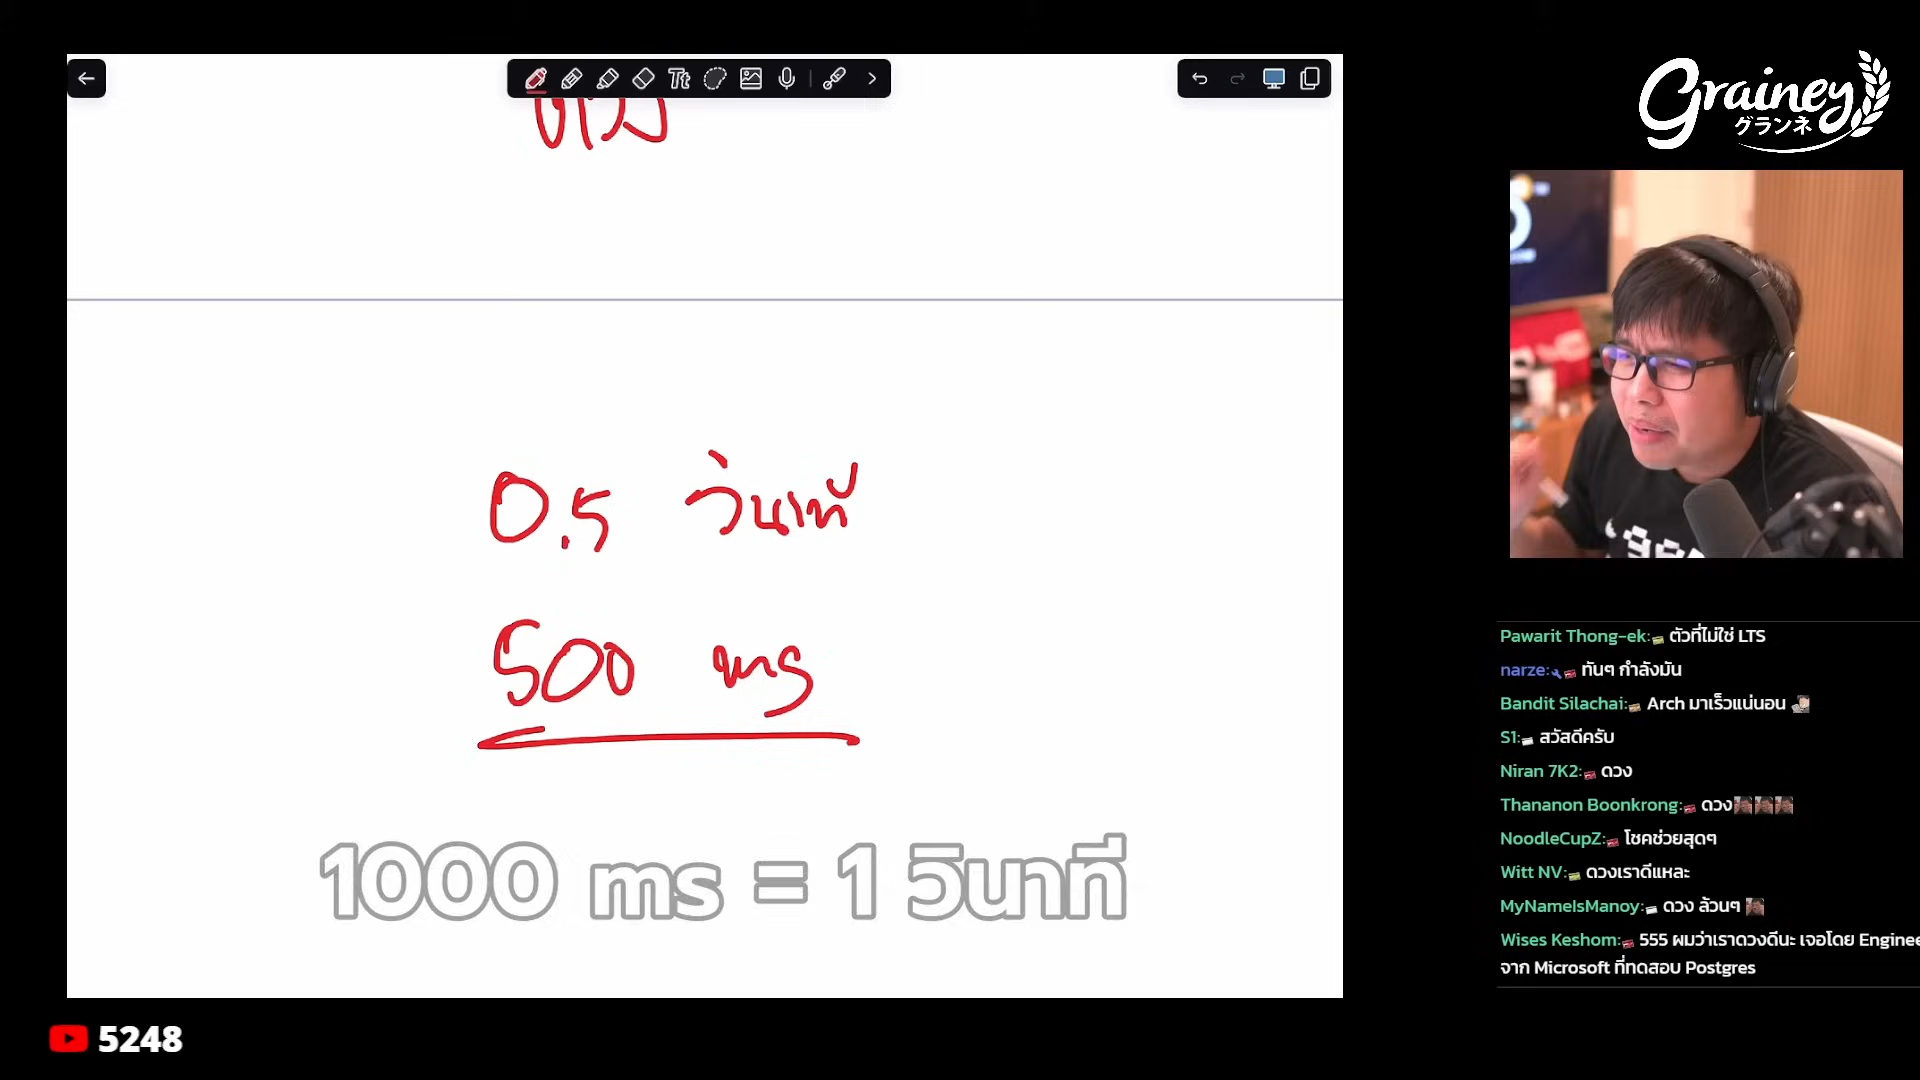 Tt
Grainey
グランネ
0.5 วินาที
500 ms
1000 ms = 1 วินาที
Pawarit Thong-ek: ตัวที่ไม่ใช่ LTS
narze: ทันๆ กำลังมัน
Bandit Silachai: Arch มาเร็วแน่นอน
S1: สวัสดีครับ
Niran 7K2: ดวง
Thananon Boonkrong: ดวง
NoodleCupZ: โชคช่วยสุดๆ
Witt NV: ดวงเราดีแหละ
MyNameIsManoy: ดวง ล้วนๆ
Wises Keshom: 555 ผมว่าเราดวงดีนะ เจอโดย Enginee
จาก Microsoft ที่ทดสอบ Postgres
5248